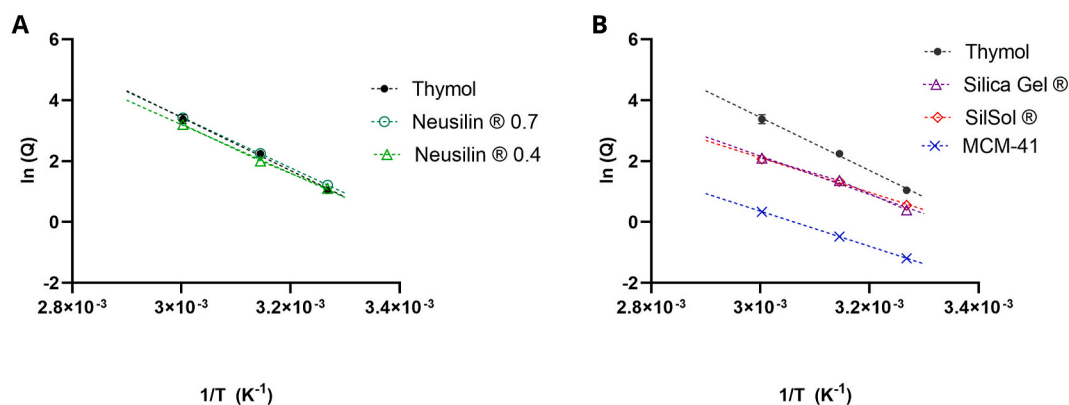 A
6
4
2
0
-2
ln (Q)
2.8×10⁻³
3×10⁻³
3.2×10⁻³
3.4×10⁻³
1/T (K⁻¹)
Thymol
Neusilin ® 0.7
Neusilin ® 0.4
B
6
4
2
0
-2
ln (Q)
2.8×10⁻³
3×10⁻³
3.2×10⁻³
3.4×10⁻³
1/T (K⁻¹)
Thymol
Silica Gel ®
SilSol ®
MCM-41